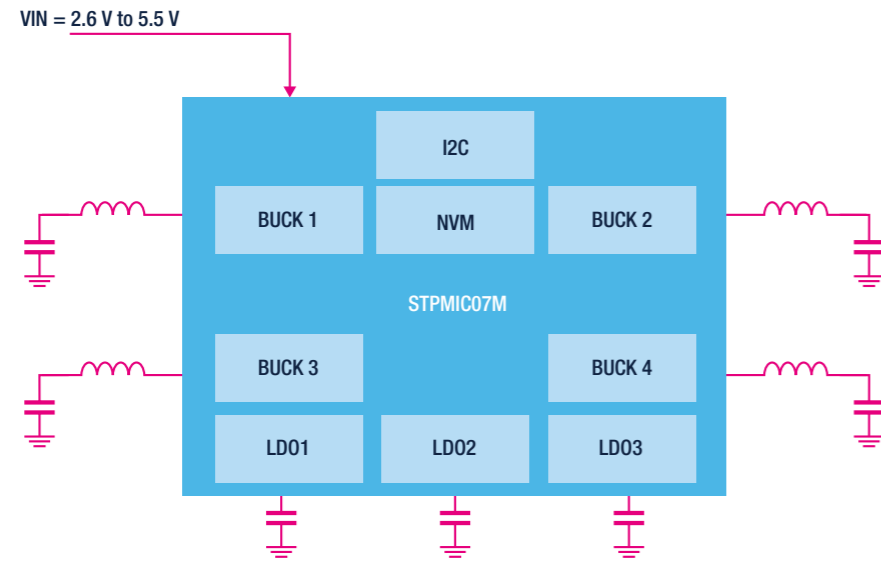 VIN = 2.6 V to 5.5 V
I2C
BUCK 1
NVM
BUCK 2
STPMIC07M
BUCK 3
BUCK 4
LDO1
LDO2
LDO3